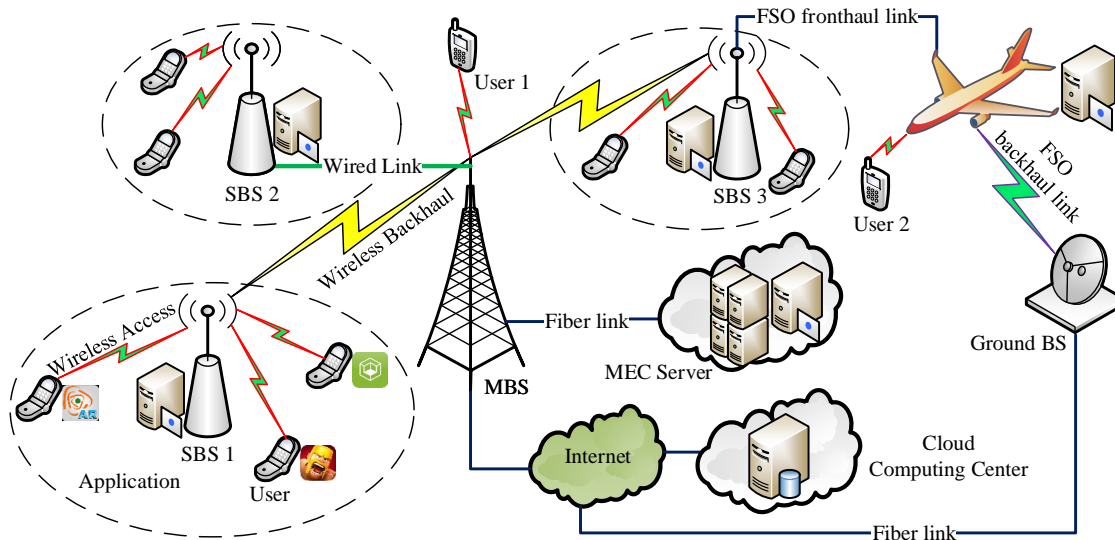 FSO fronthaul link
User 1
Wired Link
SBS 2
SBS 3
User 2
FSO
backhaul link
Wireless Backhaul
Wireless Access
Fiber link
MEC Server
Ground BS
MBS
AR
SBS 1
Application
User
Internet
Cloud
Computing Center
Fiber link